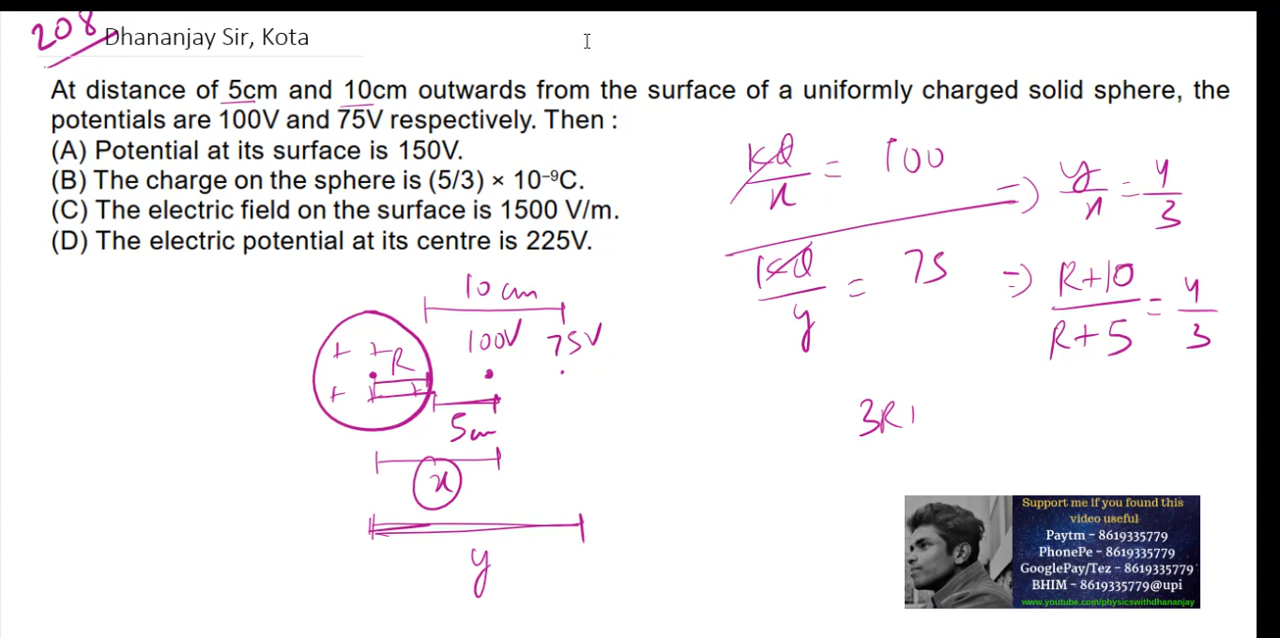 208
Dhananjay Sir, Kota
At distance of 5cm and 10cm outwards from the surface of a uniformly charged solid sphere, the
potentials are 100V and 75V respectively. Then :
(A) Potential at its surface is 150V.
(B) The charge on the sphere is (5/3) × 10⁻⁹C.
(C) The electric field on the surface is 1500 V/m.
(D) The electric potential at its centre is 225V.
KQ/x = 100
⇒ y/x = 4/3
KQ/y = 75
⇒ R+10/R+5 = 4/3
10 cm
100V 75V
+ + R
+ +
5cm
x
y
3R
Support me if you found this
video useful
Paytm - 8619335779
PhonePe - 8619335779
GooglePay/Tez - 8619335779
BHIM - 8619335779@upi
www.youtube.com/physicswithdhananjay